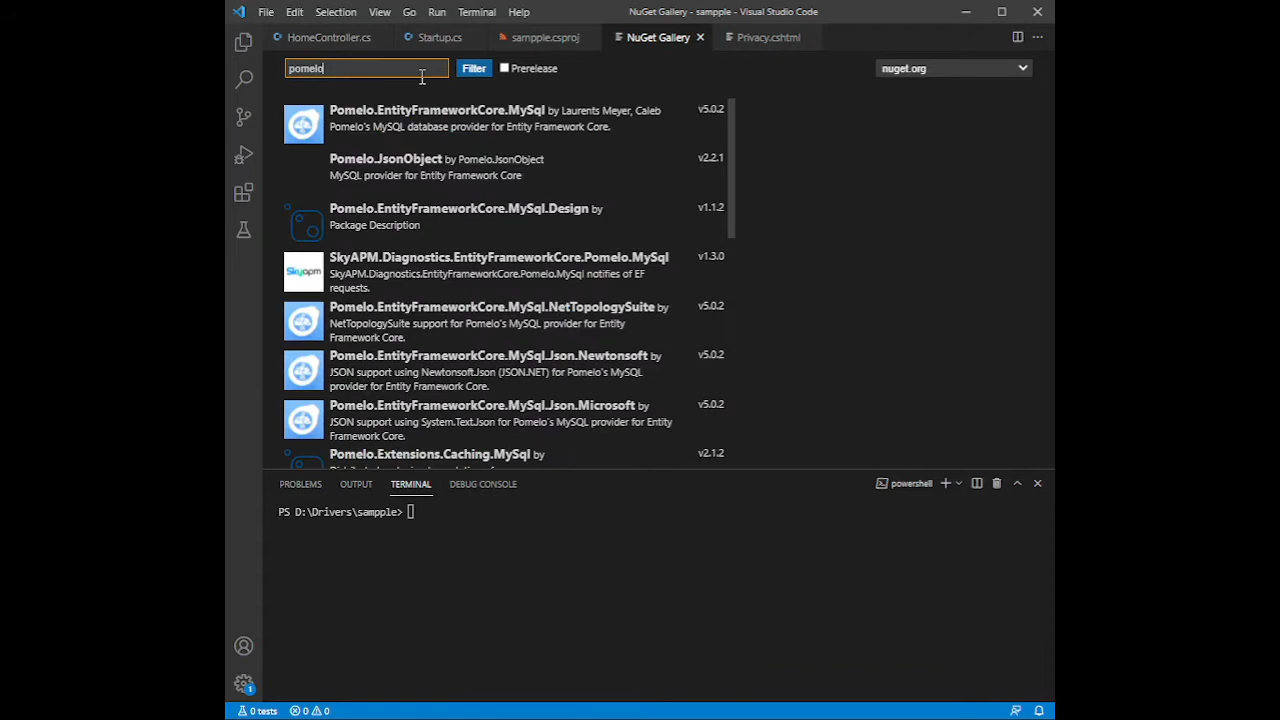 File Edit Selection View Go Run Terminal Help NuGet Gallery - sampple - Visual Studio Code
HomeController.cs Startup.cs sampple.csproj NuGet Gallery Privacy.cshtml
pomelo Filter Prerelease nuget.org
Pomelo.EntityFrameworkCore.MySql by Laurents Meyer, Caleb v5.0.2
Pomelo's MySQL database provider for Entity Framework Core.
Pomelo.JsonObject by Pomelo.JsonObject v2.2.1
MySQL provider for Entity Framework Core
Pomelo.EntityFrameworkCore.MySql.Design by v1.1.2
Package Description
SkyAPM.Diagnostics.EntityFrameworkCore.Pomelo.MySql v1.3.0
Skyapm
SkyAPM.Diagnostics.EntityFrameworkCore.Pomelo.MySql notifies of EF
requests.
Pomelo.EntityFrameworkCore.MySql.NetTopologySuite by v5.0.2
NetTopologySuite support for Pomelo's MySQL provider for Entity
Framework Core.
Pomelo.EntityFrameworkCore.MySql.Json.Newtonsoft by v5.0.2
JSON support using Newtonsoft.Json (JSON.NET) for Pomelo's MySQL
provider for Entity Framework Core.
Pomelo.EntityFrameworkCore.MySql.Json.Microsoft by v5.0.2
JSON support using System.Text.Json for Pomelo's MySQL provider for Entity
Framework Core.
Pomelo.Extensions.Caching.MySql by v2.1.2
PROBLEMS OUTPUT TERMINAL DEBUG CONSOLE powershell
PS D:\Drivers\sampple>
1
0 tests 0 0